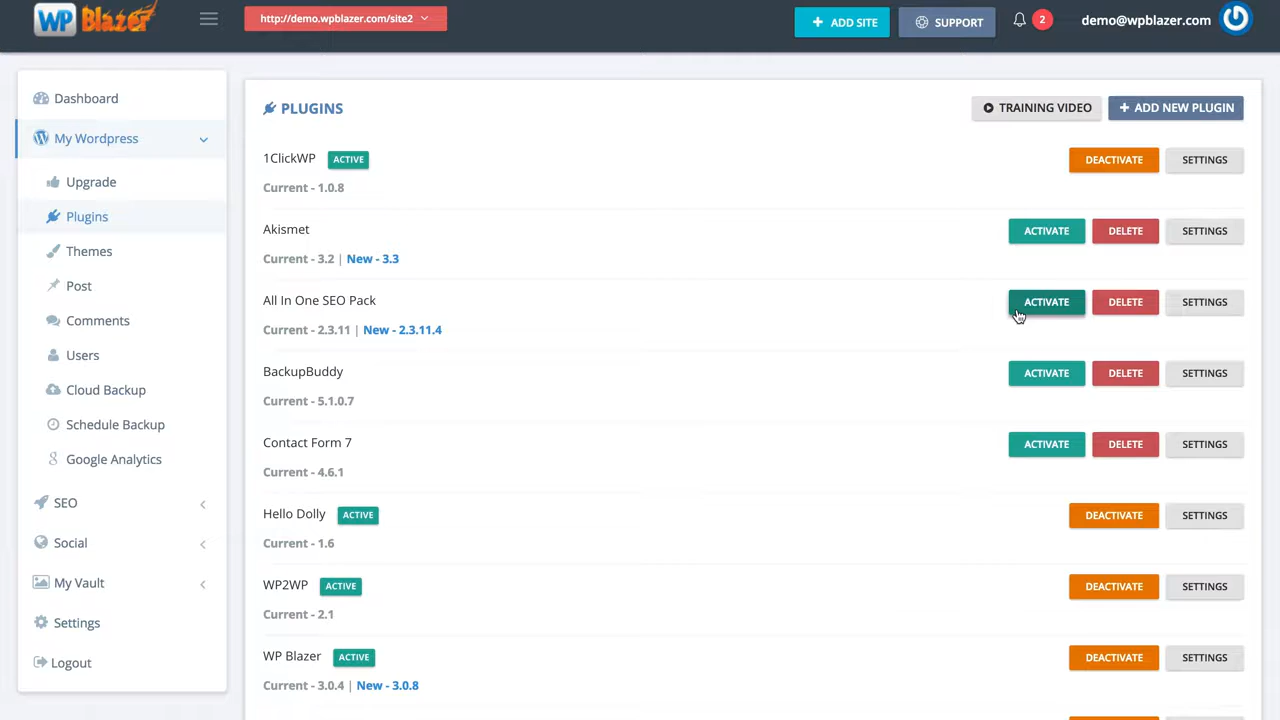 WP Blazer
http://demo.wpblazer.com/site2
+ ADD SITE
SUPPORT
2
demo@wpblazer.com
Dashboard
My Wordpress
Upgrade
Plugins
Themes
Post
Comments
Users
Cloud Backup
Schedule Backup
Google Analytics
SEO
Social
My Vault
Settings
Logout
PLUGINS
TRAINING VIDEO
+ ADD NEW PLUGIN
1ClickWP ACTIVE
DEACTIVATE SETTINGS
Current - 1.0.8
Akismet
ACTIVATE DELETE SETTINGS
Current - 3.2 | New - 3.3
All In One SEO Pack
ACTIVATE DELETE SETTINGS
Current - 2.3.11 | New - 2.3.11.4
BackupBuddy
ACTIVATE DELETE SETTINGS
Current - 5.1.0.7
Contact Form 7
ACTIVATE DELETE SETTINGS
Current - 4.6.1
Hello Dolly ACTIVE
DEACTIVATE SETTINGS
Current - 1.6
WP2WP ACTIVE
DEACTIVATE SETTINGS
Current - 2.1
WP Blazer ACTIVE
DEACTIVATE SETTINGS
Current - 3.0.4 | New - 3.0.8